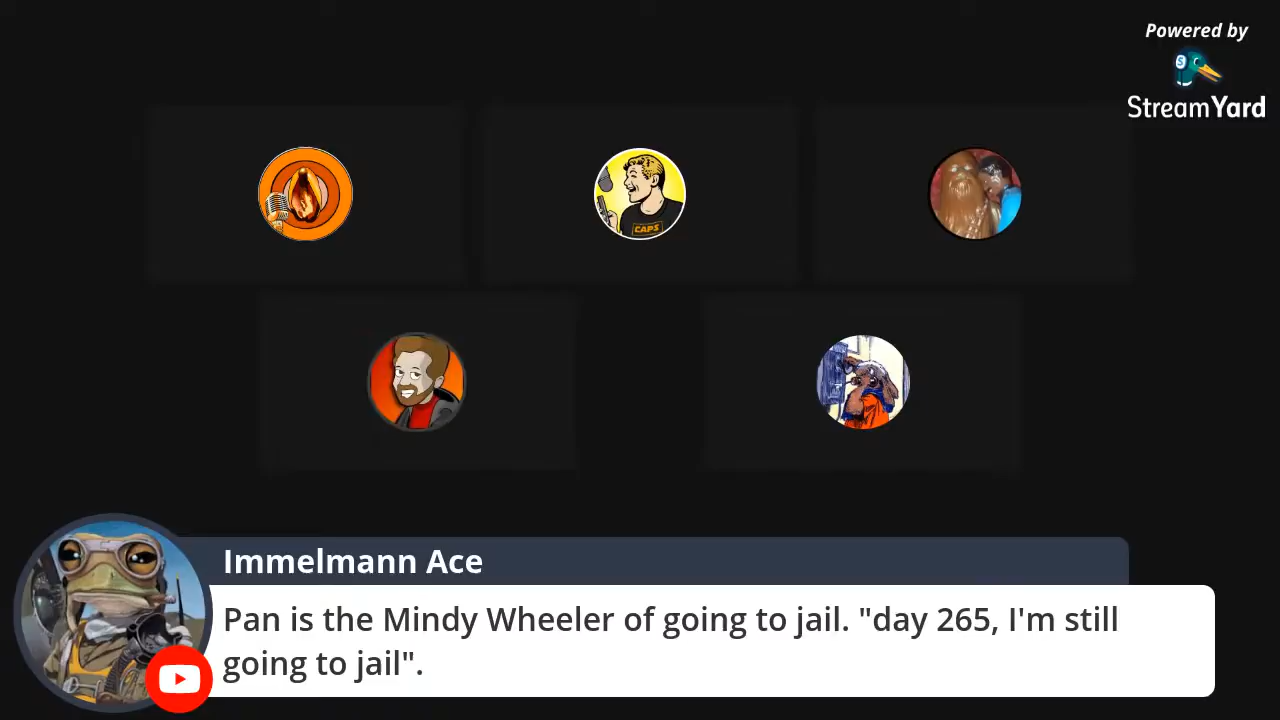 Powered by
S
StreamYard
CAPS
Immelmann Ace
Pan is the Mindy Wheeler of going to jail. "day 265, I'm still
going to jail".